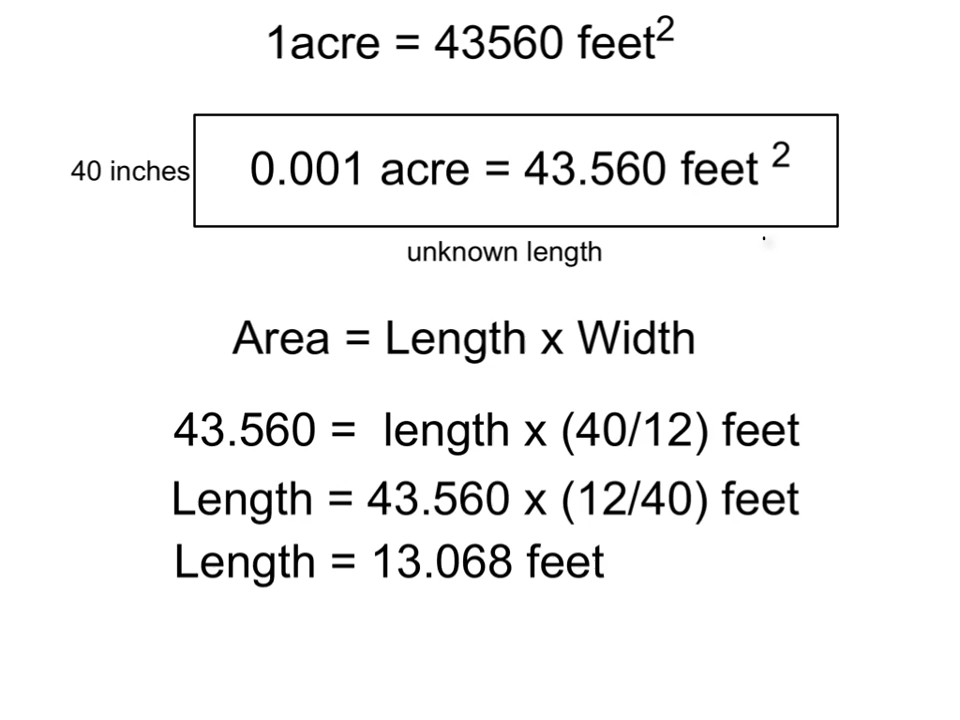 1acre = 43560 feet²
40 inches
0.001 acre = 43.560 feet ²
unknown length
Area = Length x Width
43.560 = length x (40/12) feet
Length = 43.560 x (12/40) feet
Length = 13.068 feet